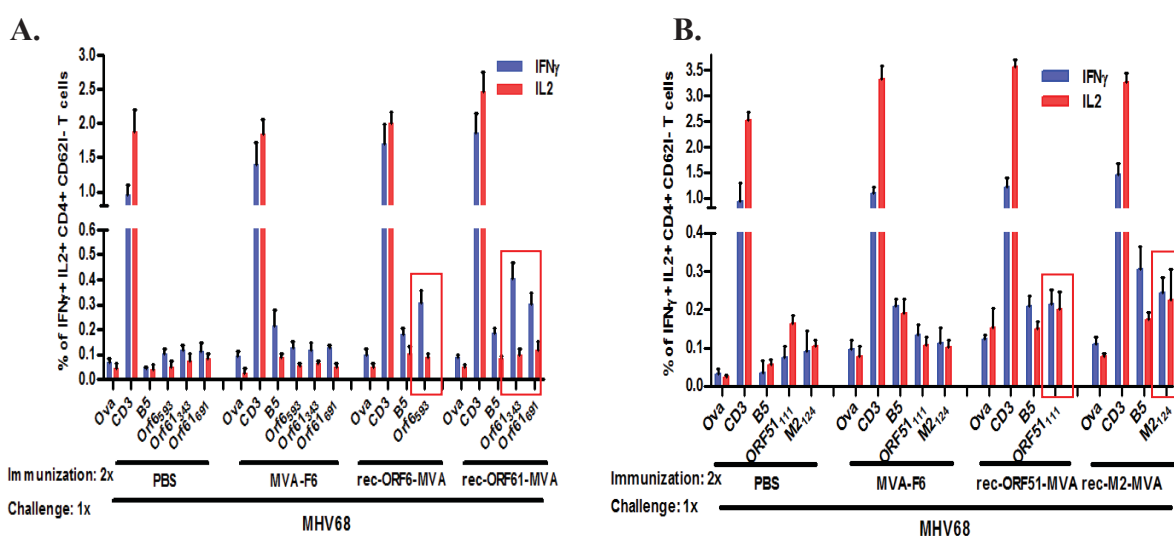 A.
% of IFNγ+ IL2+ CD4+ CD62l- T cells
3.0
2.5
2.0
1.5
1.0
0.6
0.5
0.4
0.3
0.2
0.1
0.0
IFNγ
IL2
Ova CD3 B5 Orf6₅₉₃ Orf61₃₄₃ Orf61₆₉₁ Ova CD3 B5 Orf6₅₉₃ Orf61₃₄₃ Orf61₆₉₁ Ova CD3 B5 Orf6₅₉₃ Ova CD3 B5 Orf61₃₄₃ Orf61₆₉₁
Immunization: 2x PBS MVA-F6 rec-ORF6-MVA rec-ORF61-MVA
Challenge: 1x
MHV68
B.
% of IFNγ+ IL2+ CD4+ CD62l- T cells
3.5
3.0
2.5
2.0
1.5
1.0
0.4
0.3
0.2
0.1
0.0
IFNγ
IL2
Ova CD3 B5 ORF51₁₁₁ M2₁₂₄ Ova CD3 B5 ORF51₁₁₁ M2₁₂₄ Ova CD3 B5 ORF51₁₁₁ Ova CD3 B5 M2₁₂₄
Immunization: 2x PBS MVA-F6 rec-ORF51-MVA rec-M2-MVA
Challenge: 1x
MHV68